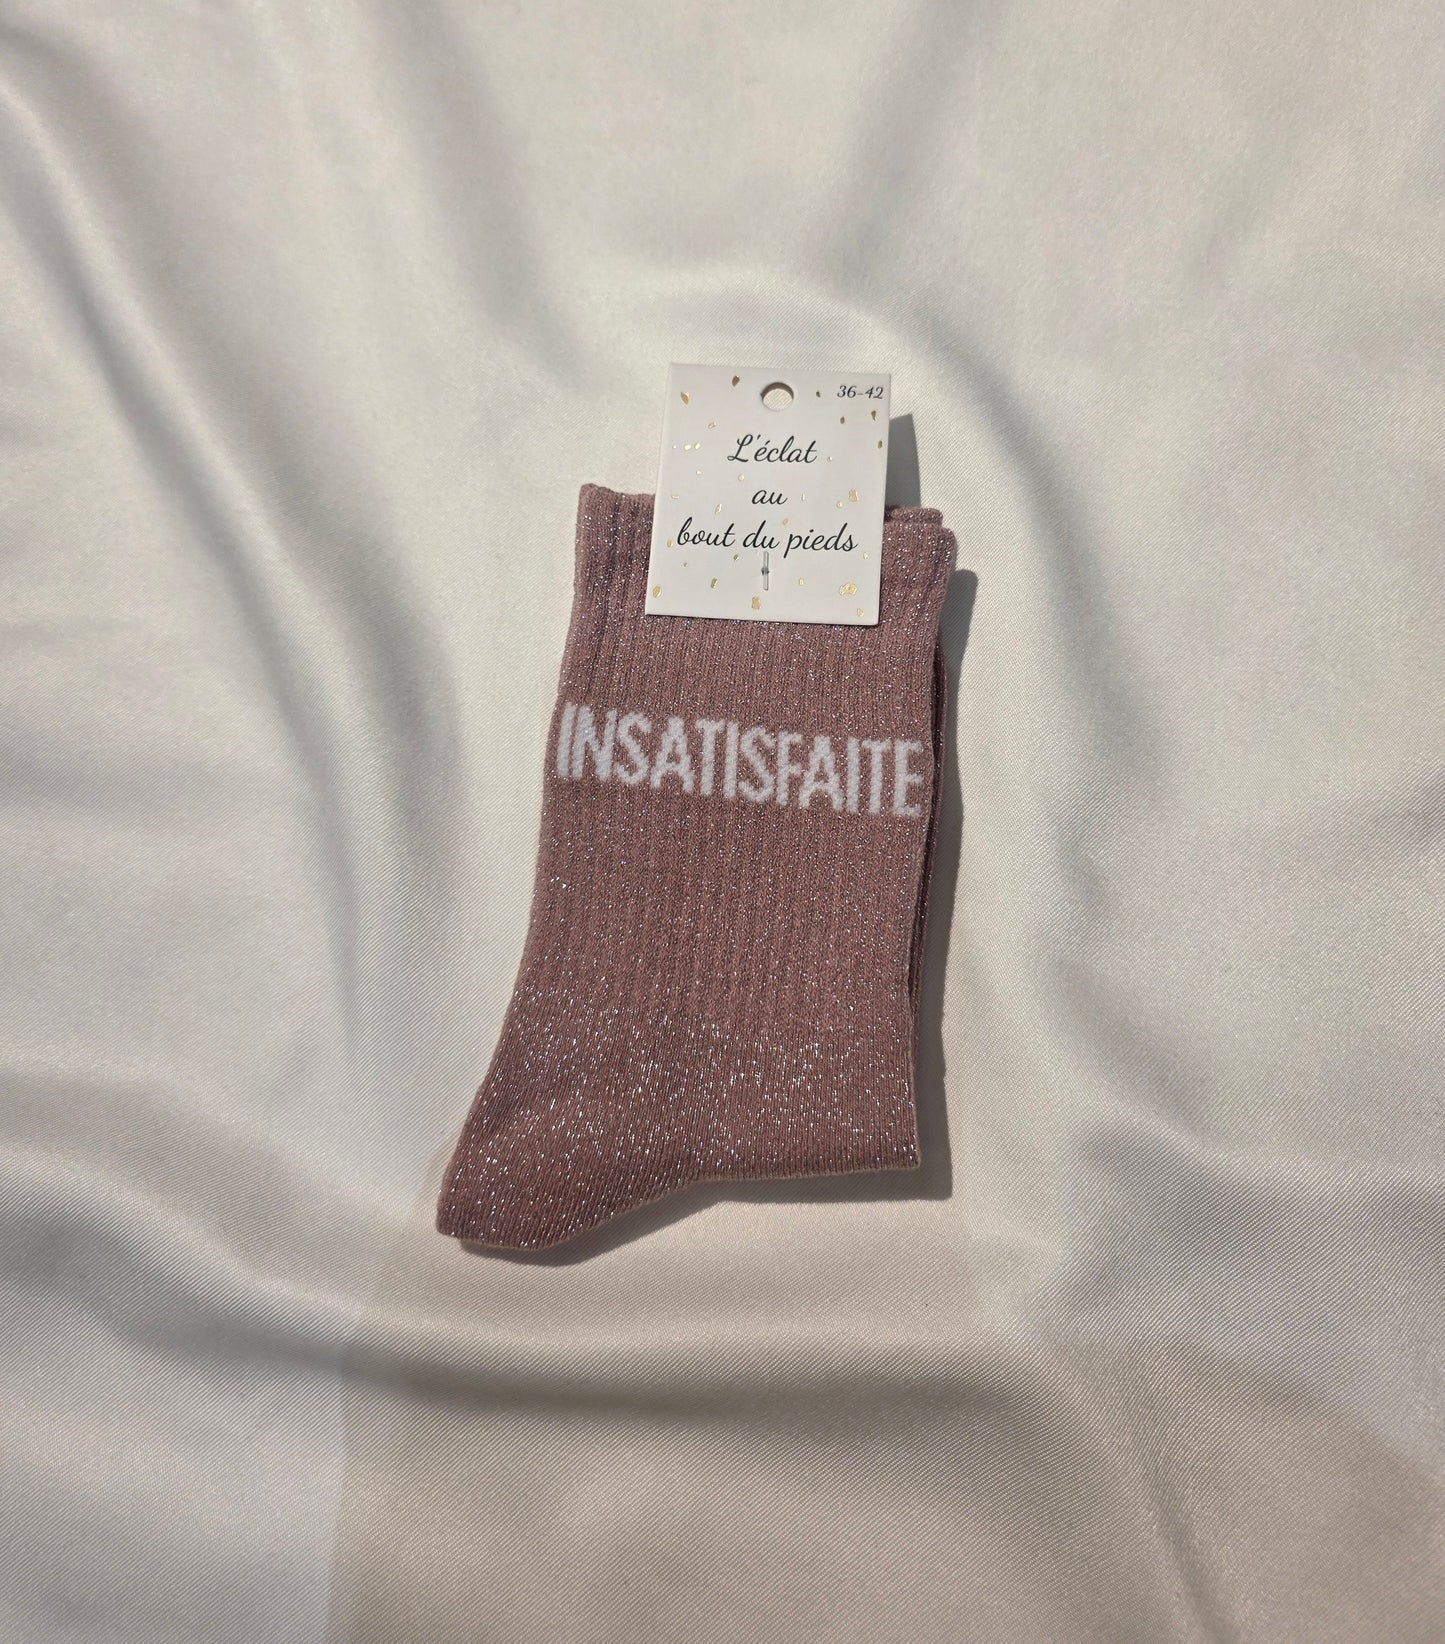 36-42
L'éclat
au
bout du pieds
INSATISFAITE